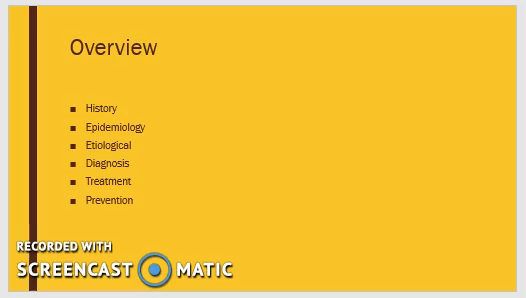 Overview
■ History
■ Epidemiology
■ Etiological
■ Diagnosis
■ Treatment
■ Prevention
RECORDED WITH
SCREENCAST MATIC